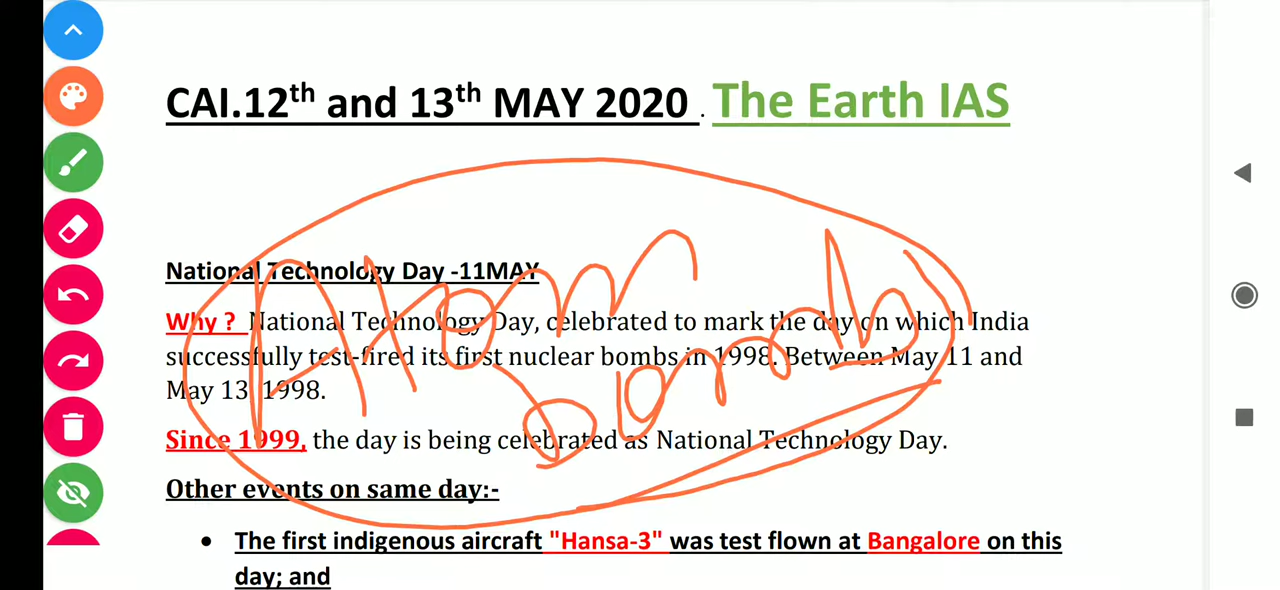 CAI.12th and 13th MAY 2020 . The Earth IAS
National Technology Day -11MAY
Why ? National Technology Day, celebrated to mark the day on which India
successfully test-fired its first nuclear bombs in 1998. Between May 11 and
May 13, 1998.
Since 1999, the day is being celebrated as National Technology Day.
Other events on same day:-
• The first indigenous aircraft "Hansa-3" was test flown at Bangalore on this
day; and
Atom
bomb